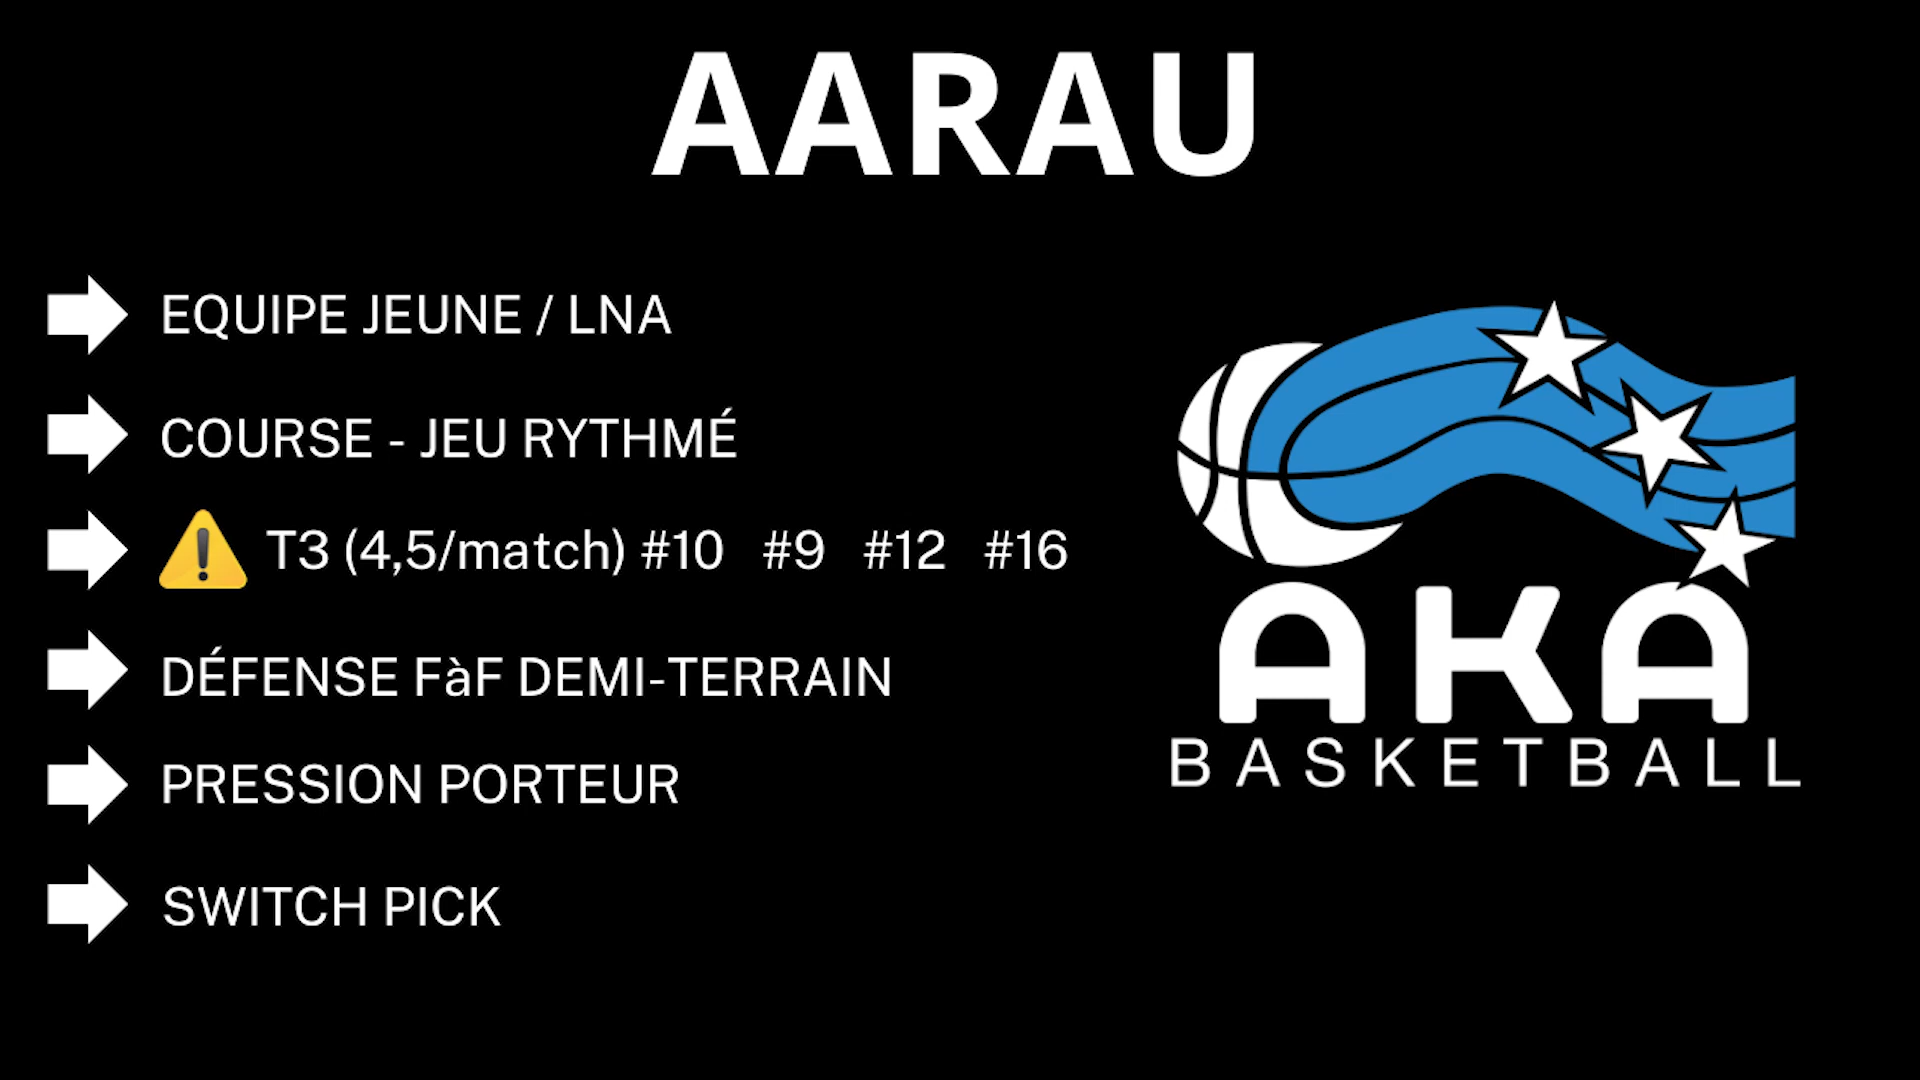 AARAU
EQUIPE JEUNE / LNA
COURSE - JEU RYTHMÉ
T3 (4,5/match) #10 #9 #12 #16
DÉFENSE FàF DEMI-TERRAIN
PRESSION PORTEUR
SWITCH PICK
AKA
BASKETBALL